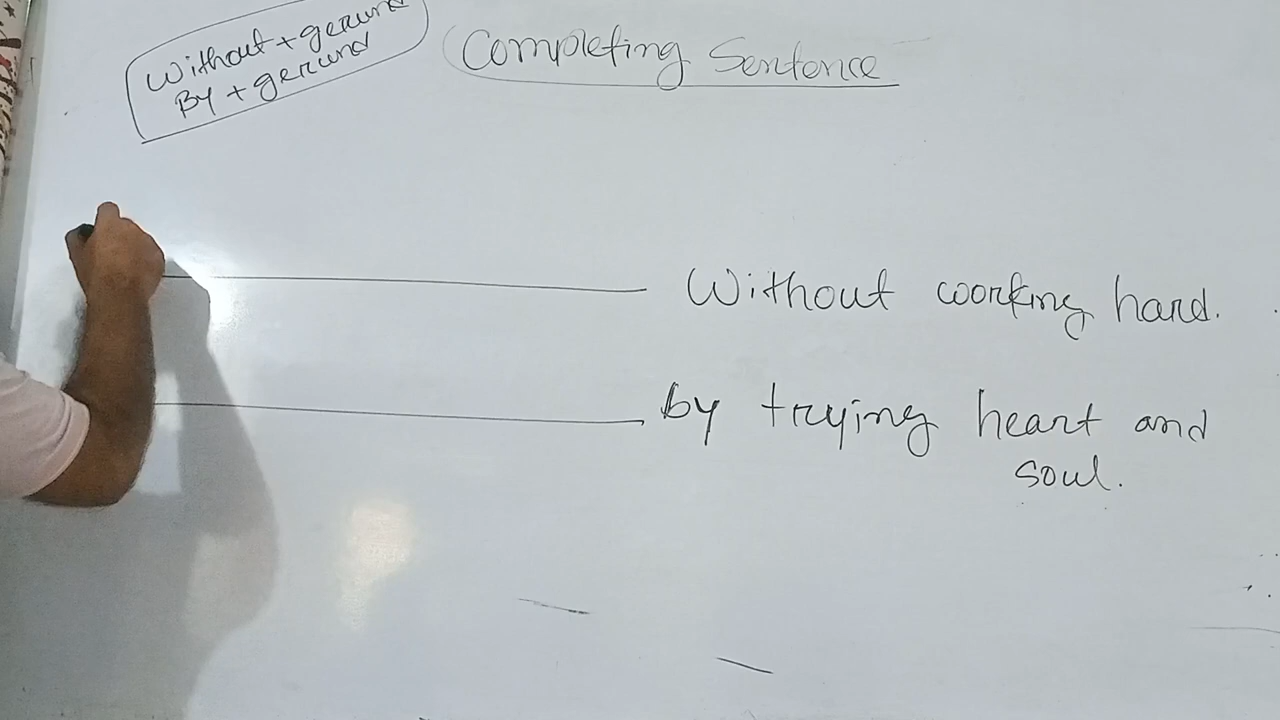 Without + gerund
By + gerund
Completing Sentence
Without working hard.
by trying heart and
soul.